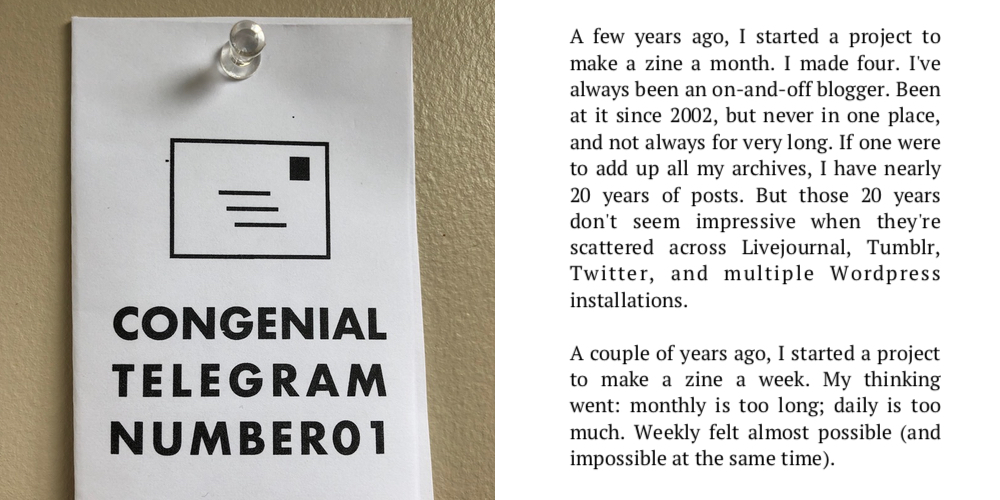 CONGENIAL
TELEGRAM
NUMBER01
A few years ago, I started a project to
make a zine a month. I made four. I've
always been an on-and-off blogger. Been
at it since 2002, but never in one place,
and not always for very long. If one were
to add up all my archives, I have nearly
20 years of posts. But those 20 years
don't seem impressive when they're
scattered across Livejournal, Tumblr,
Twitter, and multiple Wordpress
installations.
A couple of years ago, I started a project
to make a zine a week. My thinking
went: monthly is too long; daily is too
much. Weekly felt almost possible (and
impossible at the same time).